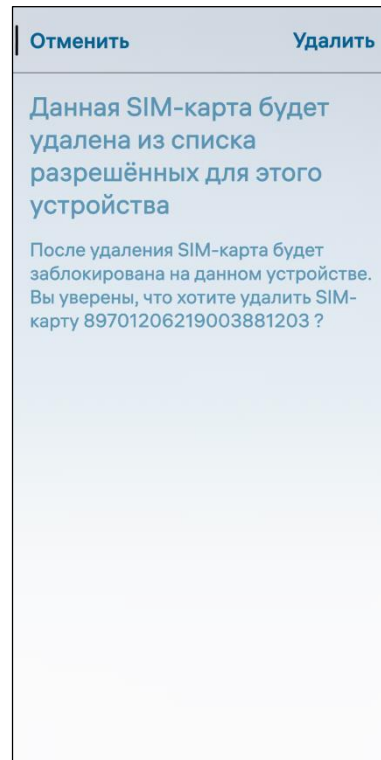 Отменить Удалить
Данная SIM-карта будет
удалена из списка
разрешённых для этого
устройства
После удаления SIM-карта будет
заблокирована на данном устройстве.
Вы уверены, что хотите удалить SIM-
карту 89701206219003881203 ?